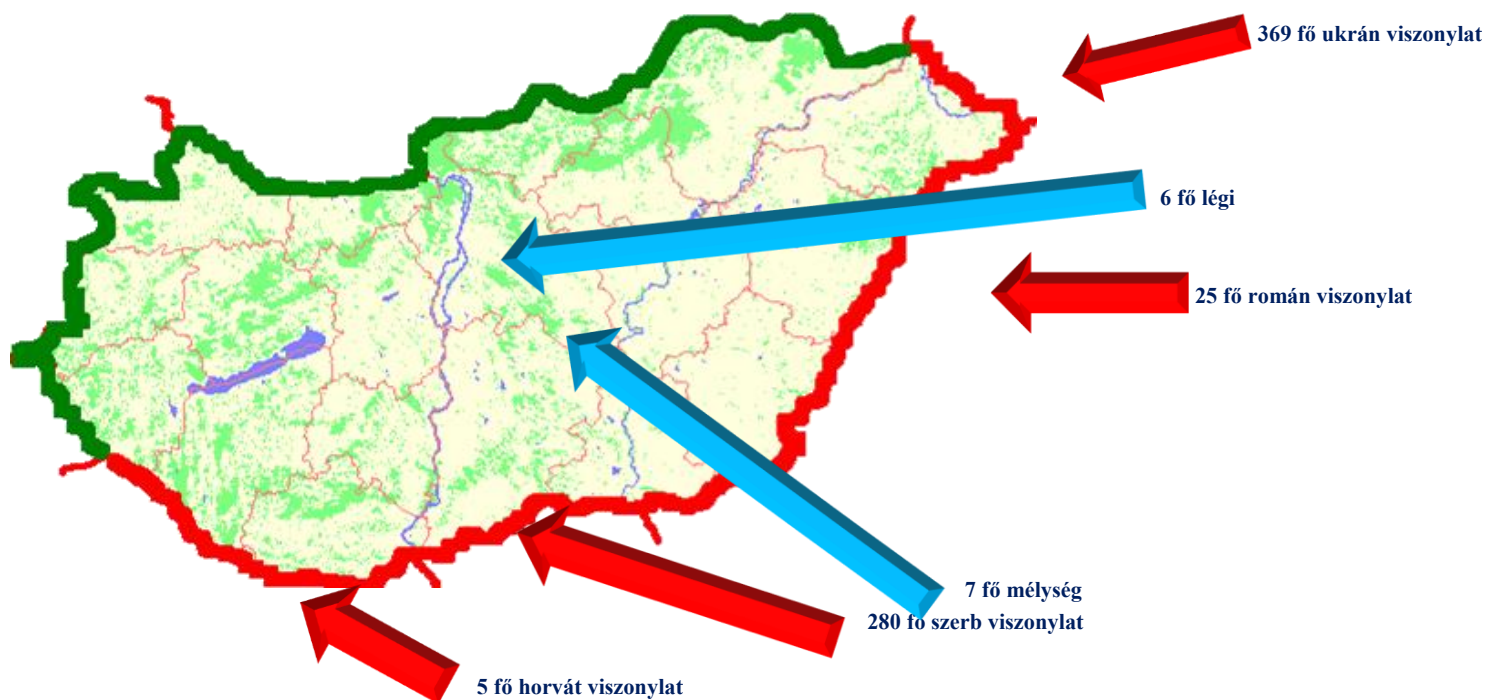 369 fő ukrán viszonylat
6 fő légi
25 fő román viszonylat
7 fő mélység
280 fő szerb viszonylat
5 fő horvát viszonylat